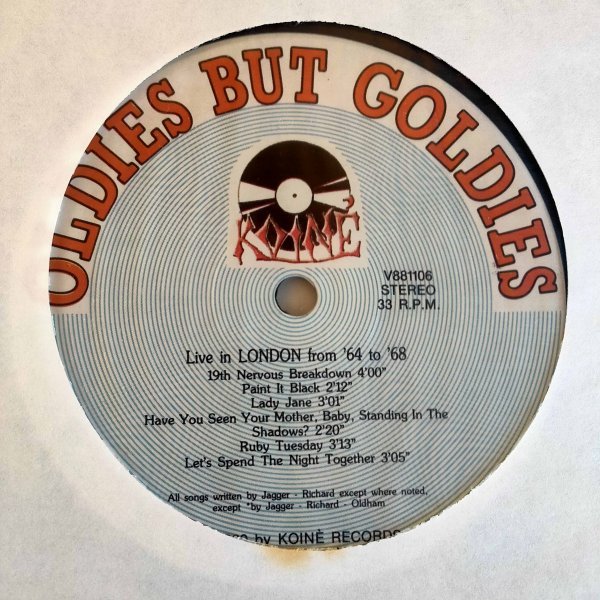 OLDIES BUT GOLDIES
KOINÈ
V881106
STEREO
33 R.P.M.
Live in LONDON from '64 to '68
19th Nervous Breakdown 4'00"
Paint It Black 2'12"
Lady Jane 3'01"
Have You Seen Your Mother, Baby, Standing In The
Shadows? 2'20"
Ruby Tuesday 3'13"
Let's Spend The Night Together 3'05"
All songs written by Jagger - Richard except where noted,
except *by Jagger - Richard - Oldham
by KOINÈ RECORDS